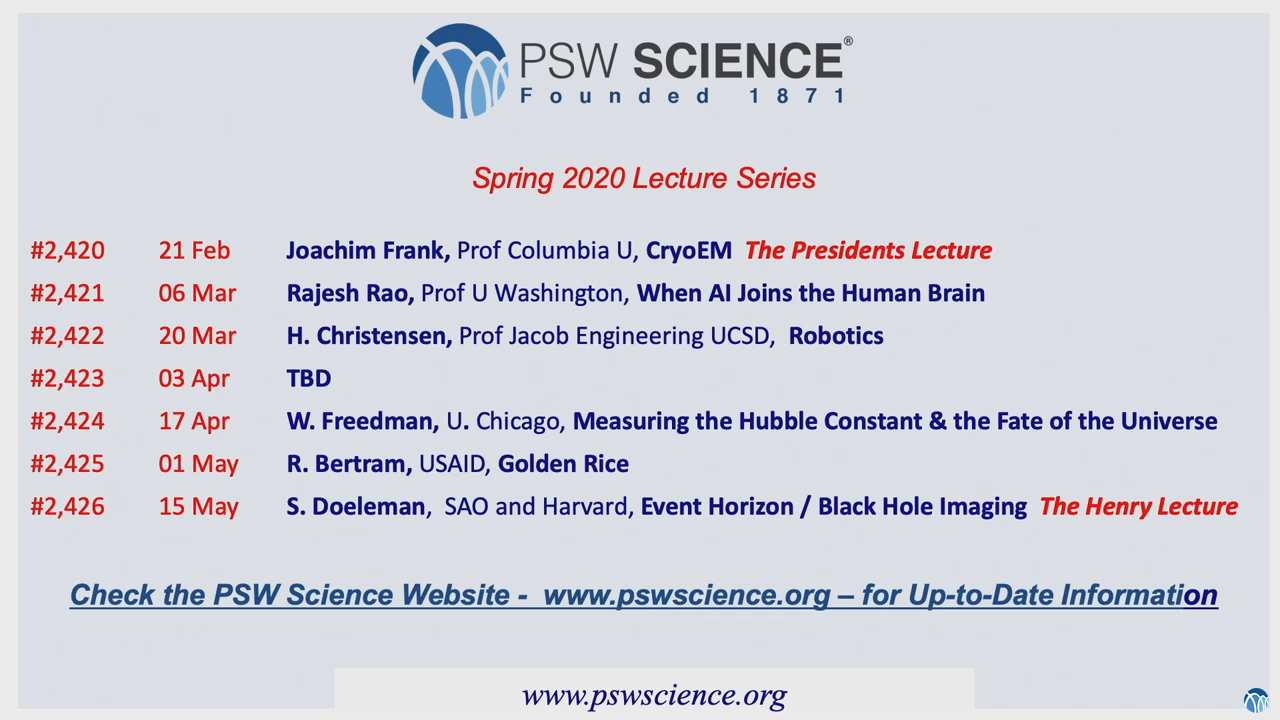 PSW SCIENCE®
Founded 1871
Spring 2020 Lecture Series
#2,420 21 Feb Joachim Frank, Prof Columbia U, CryoEM The Presidents Lecture
#2,421 06 Mar Rajesh Rao, Prof U Washington, When AI Joins the Human Brain
#2,422 20 Mar H. Christensen, Prof Jacob Engineering UCSD, Robotics
#2,423 03 Apr TBD
#2,424 17 Apr W. Freedman, U. Chicago, Measuring the Hubble Constant & the Fate of the Universe
#2,425 01 May R. Bertram, USAID, Golden Rice
#2,426 15 May S. Doeleman, SAO and Harvard, Event Horizon / Black Hole Imaging The Henry Lecture
Check the PSW Science Website - www.pswscience.org – for Up-to-Date Information
www.pswscience.org